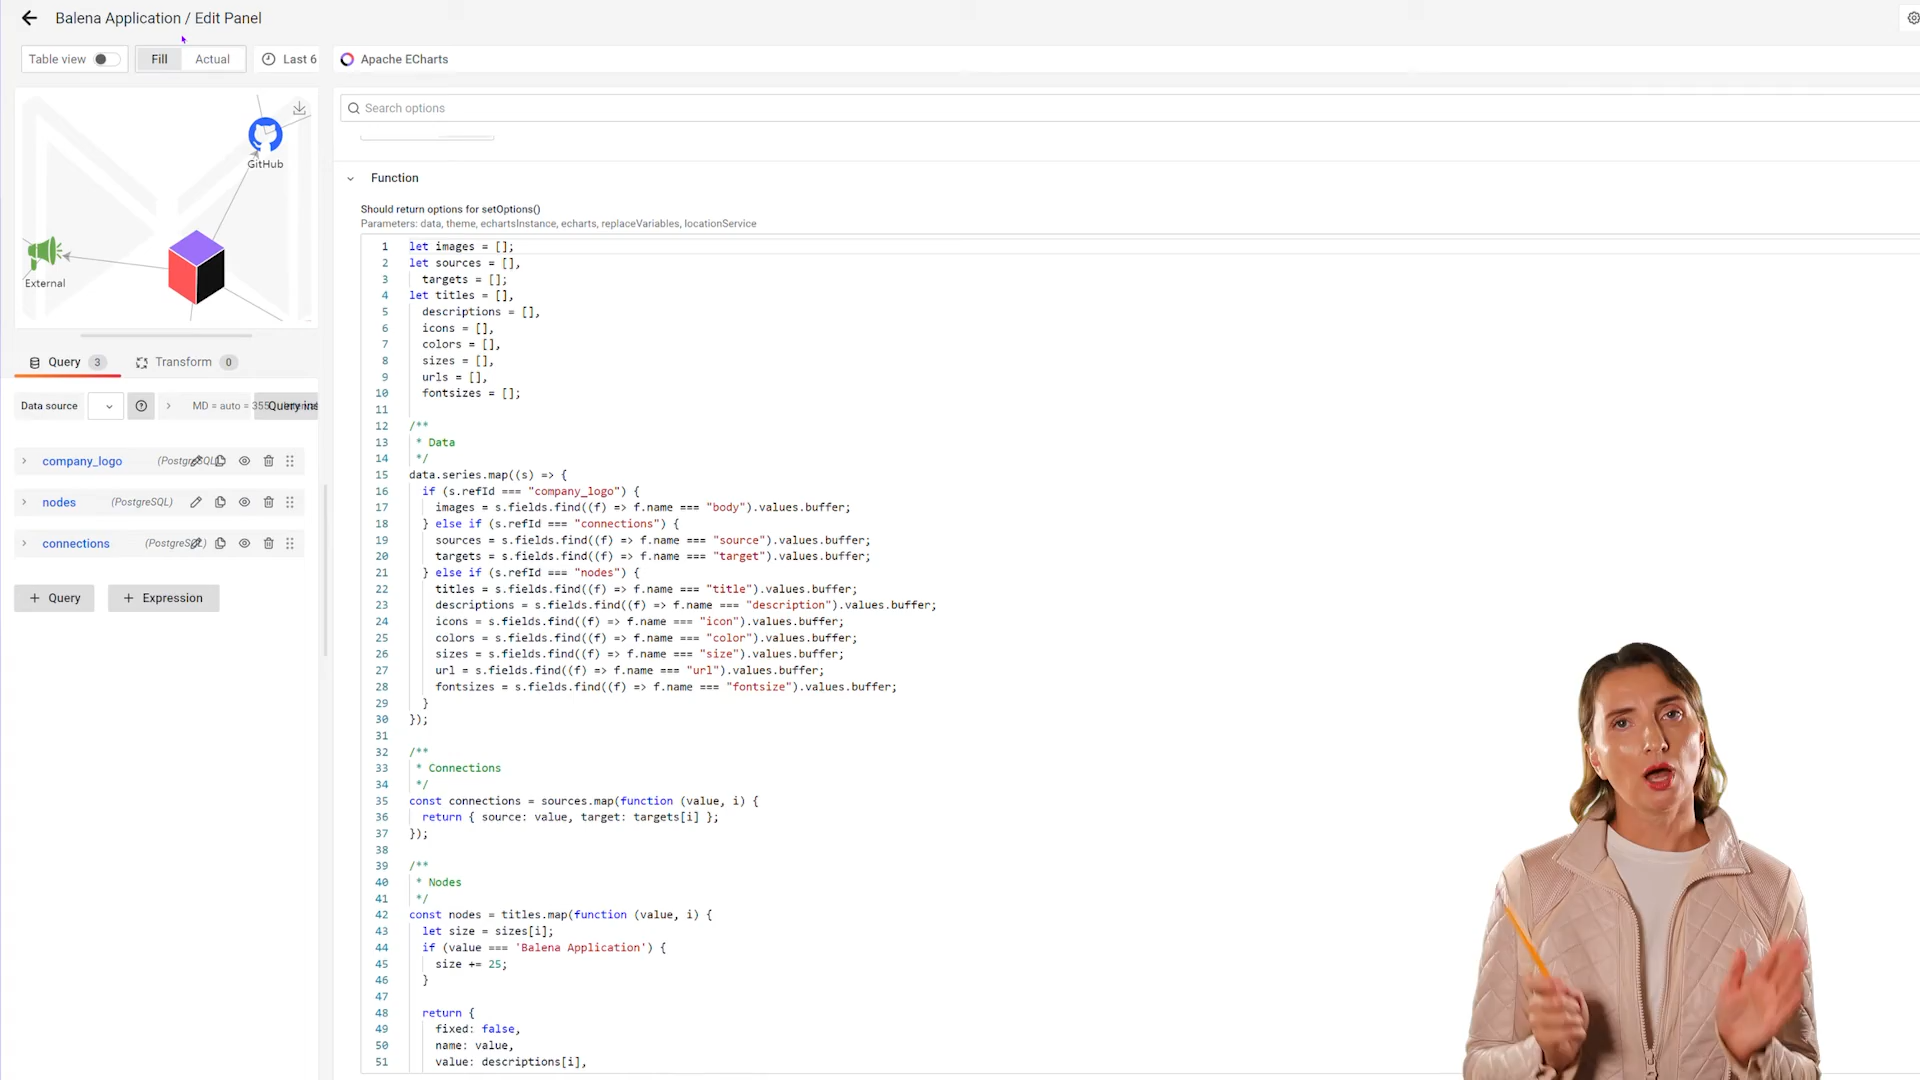 Balena Application / Edit Panel
Table view
Fill
Actual
Last 6
Apache ECharts
Search options
GitHub
External
Query 3
Transform 0
Data source
MD = auto = 355
Query ins
company_logo (PostgreSQL)
nodes (PostgreSQL)
connections (PostgreSQL)
+ Query
+ Expression
Function
Should return options for setOptions()
Parameters: data, theme, echartsInstance, echarts, replaceVariables, locationService
1 let images = [];
2 let sources = [],
3 targets = [];
4 let titles = [],
5 descriptions = [],
6 icons = [],
7 colors = [],
8 sizes = [],
9 urls = [],
10 fontsizes = [];
11
12 /**
13 * Data
14 */
15 data.series.map((s) => {
16 if (s.refId === "company_logo") {
17 images = s.fields.find((f) => f.name === "body").values.buffer;
18 } else if (s.refId === "connections") {
19 sources = s.fields.find((f) => f.name === "source").values.buffer;
20 targets = s.fields.find((f) => f.name === "target").values.buffer;
21 } else if (s.refId === "nodes") {
22 titles = s.fields.find((f) => f.name === "title").values.buffer;
23 descriptions = s.fields.find((f) => f.name === "description").values.buffer;
24 icons = s.fields.find((f) => f.name === "icon").values.buffer;
25 colors = s.fields.find((f) => f.name === "color").values.buffer;
26 sizes = s.fields.find((f) => f.name === "size").values.buffer;
27 url = s.fields.find((f) => f.name === "url").values.buffer;
28 fontsizes = s.fields.find((f) => f.name === "fontsize").values.buffer;
29 }
30 });
31
32 /**
33 * Connections
34 */
35 const connections = sources.map(function (value, i) {
36 return { source: value, target: targets[i] };
37 });
38
39 /**
40 * Nodes
41 */
42 const nodes = titles.map(function (value, i) {
43 let size = sizes[i];
44 if (value === 'Balena Application') {
45 size += 25;
46 }
47
48 return {
49 fixed: false,
50 name: value,
51 value: descriptions[i],